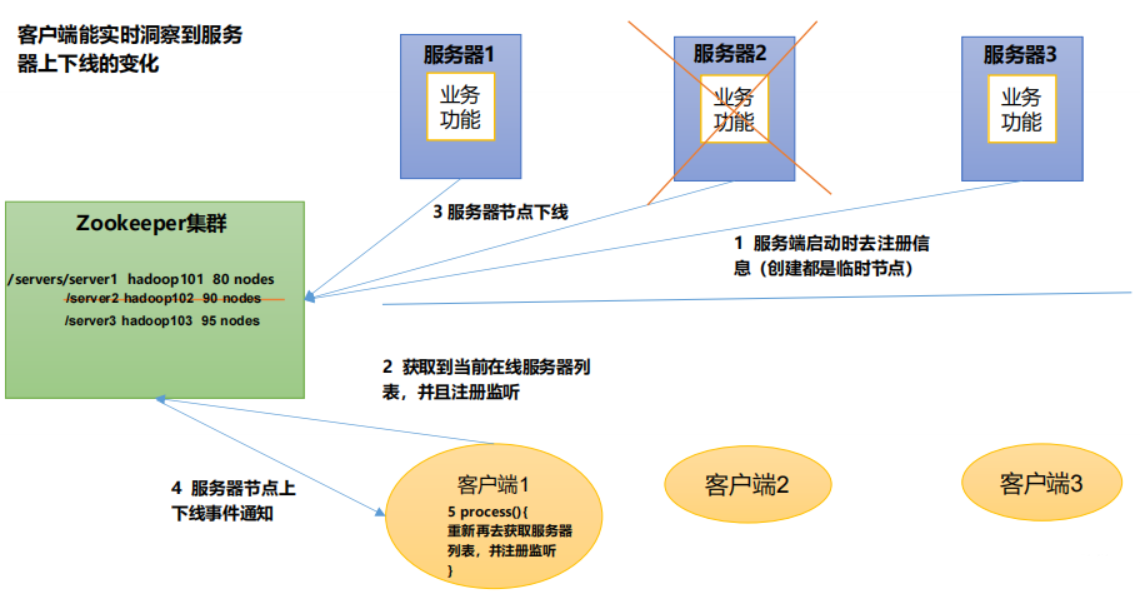 客户端能实时洞察到服务
器上下线的变化
服务器1
业务
功能
服务器2
业务
功能
服务器3
业务
功能
3 服务器节点下线
1 服务端启动时去注册信
息（创建都是临时节点）
Zookeeper集群
/servers/server1 hadoop101 80 nodes
/server2 hadoop102 90 nodes
/server3 hadoop103 95 nodes
2 获取到当前在线服务器列
表，并且注册监听
4 服务器节点上
下线事件通知
客户端1
5 process(){
重新再去获取服务器
列表，并注册监听
}
客户端2
客户端3